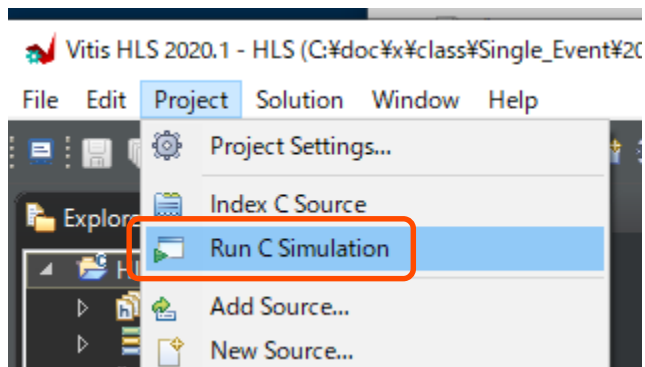 Vitis HLS 2020.1 - HLS (C:¥doc¥x¥class¥Single_Event¥20
File Edit Project Solution Window Help
Project Settings...
Explore
Index C Source
Run C Simulation
Add Source...
New Source...